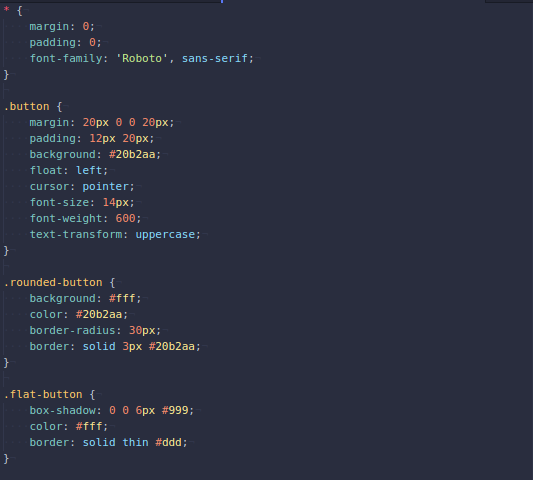 * {
    margin: 0;
    padding: 0;
    font-family: 'Roboto', sans-serif;
}

.button {
    margin: 20px 0 0 20px;
    padding: 12px 20px;
    background: #20b2aa;
    float: left;
    cursor: pointer;
    font-size: 14px;
    font-weight: 600;
    text-transform: uppercase;
}

.rounded-button {
    background: #fff;
    color: #20b2aa;
    border-radius: 30px;
    border: solid 3px #20b2aa;
}

.flat-button {
    box-shadow: 0 0 6px #999;
    color: #fff;
    border: solid thin #ddd;
}